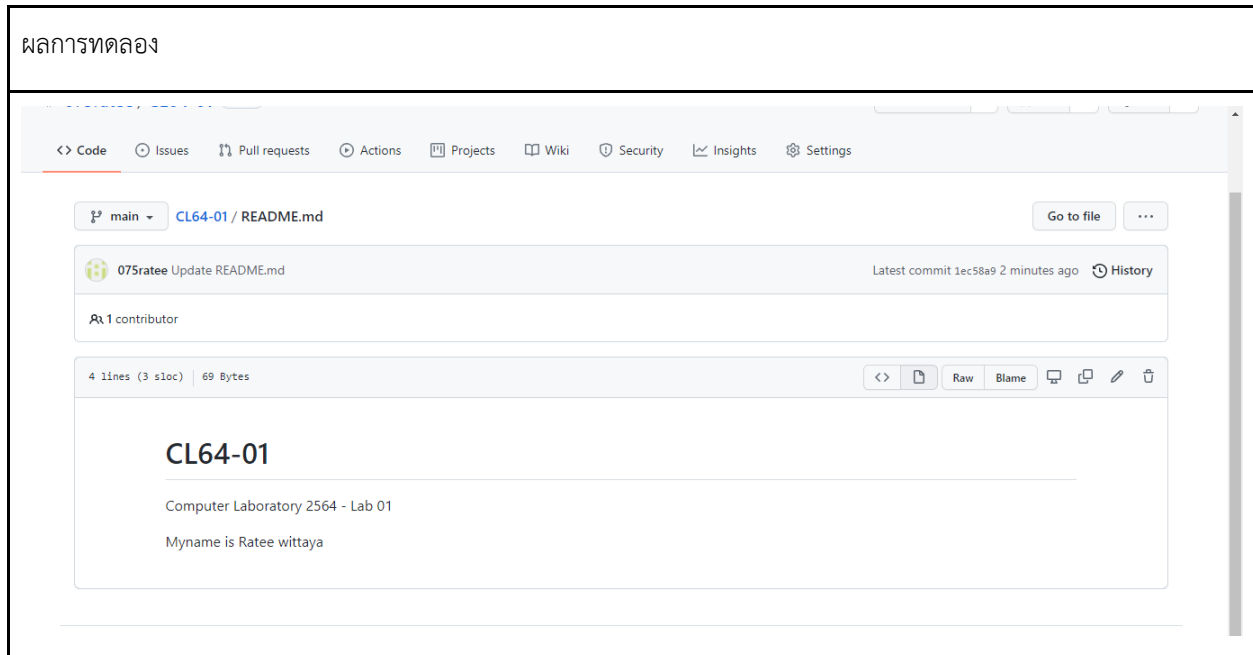 ผลการทดลอง
Code Issues Pull requests Actions Projects Wiki Security Insights Settings
main CL64-01 / README.md Go to file
075ratee Update README.md Latest commit 1ec58a9 2 minutes ago History
1 contributor
4 lines (3 sloc) 69 Bytes Raw Blame
CL64-01
Computer Laboratory 2564 - Lab 01
Myname is Ratee wittaya